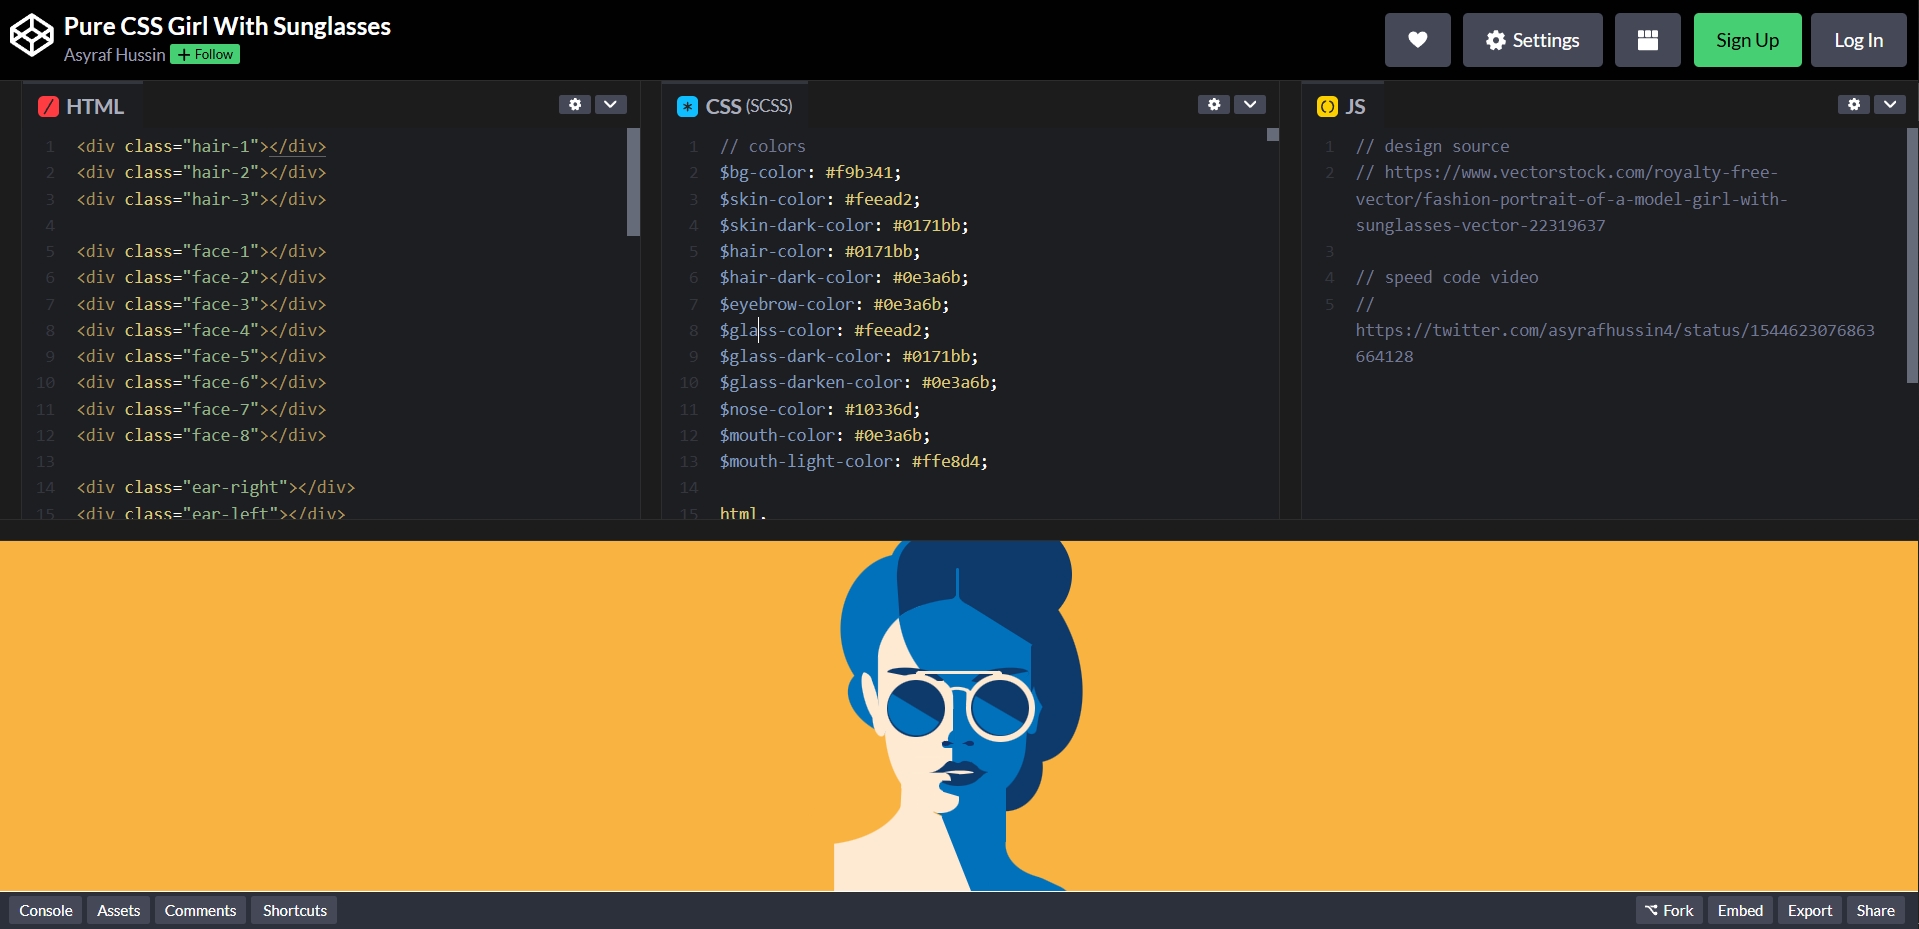 Pure CSS Girl With Sunglasses
Asyraf Hussin + Follow
Settings
Sign Up
Log In
HTML
1 <div class="hair-1"></div>
2 <div class="hair-2"></div>
3 <div class="hair-3"></div>
4
5 <div class="face-1"></div>
6 <div class="face-2"></div>
7 <div class="face-3"></div>
8 <div class="face-4"></div>
9 <div class="face-5"></div>
10 <div class="face-6"></div>
11 <div class="face-7"></div>
12 <div class="face-8"></div>
13
14 <div class="ear-right"></div>
15 <div class="ear-left"></div>
CSS (SCSS)
1 // colors
2 $bg-color: #f9b341;
3 $skin-color: #feead2;
4 $skin-dark-color: #0171bb;
5 $hair-color: #0171bb;
6 $hair-dark-color: #0e3a6b;
7 $eyebrow-color: #0e3a6b;
8 $glass-color: #feead2;
9 $glass-dark-color: #0171bb;
10 $glass-darken-color: #0e3a6b;
11 $nose-color: #10336d;
12 $mouth-color: #0e3a6b;
13 $mouth-light-color: #ffe8d4;
14
15 html,
JS
1 // design source
2 // https://www.vectorstock.com/royalty-free-
vector/fashion-portrait-of-a-model-girl-with-
sunglasses-vector-22319637
3
4 // speed code video
5 //
https://twitter.com/asyrafhussin4/status/1544623076863
664128
Console
Assets
Comments
Shortcuts
Fork
Embed
Export
Share